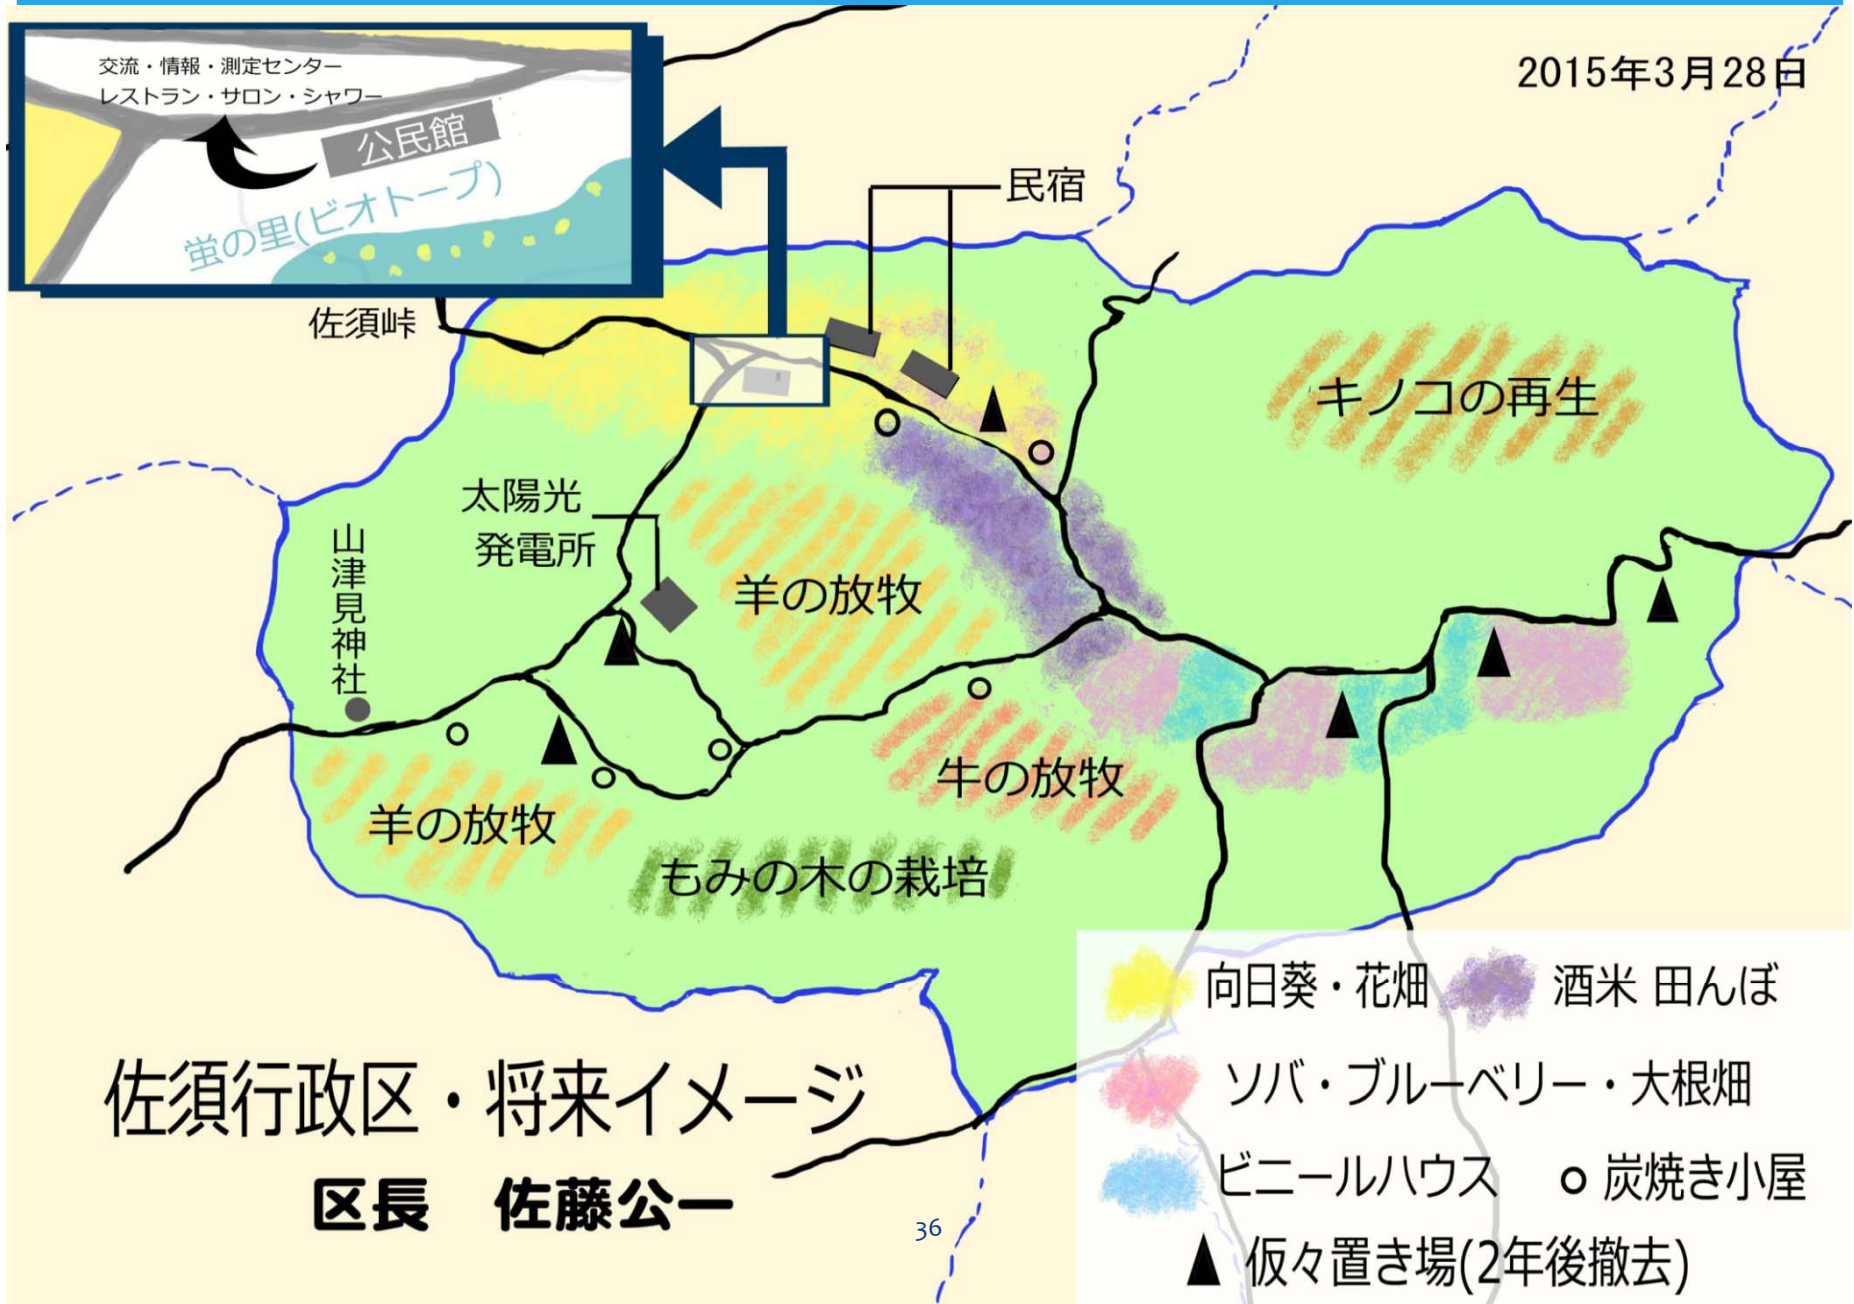 交流・情報・測定センター
レストラン・サロン・シャワー
公民館
蛍の里(ビオトープ)
2015年3月28日
民宿
佐須峠
キノコの再生
太陽光
発電所
山津見神社
羊の放牧
牛の放牧
羊の放牧
もみの木の栽培
向日葵・花畑
酒米 田んぼ
ソバ・ブルーベリー・大根畑
ビニールハウス
炭焼き小屋
仮々置き場(2年後撤去)
佐須行政区・将来イメージ
区長 佐藤公一
36